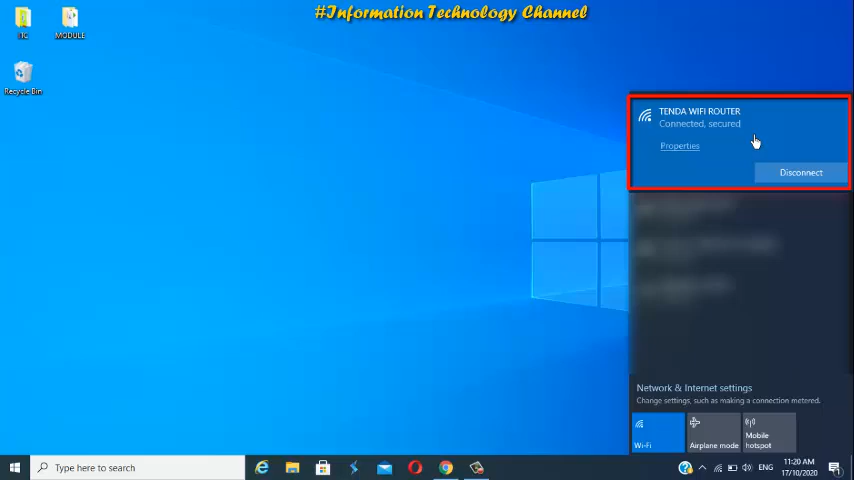 #Information Technology Channel
MODULE
Recycle Bin
TENDA WIFI ROUTER
Connected, secured
Properties
Disconnect
Network & Internet settings
Change settings, such as making a connection metered.
Wi-Fi
Airplane mode
Mobile
hotspot
Type here to search
ENG
11:20 AM
17/10/2020